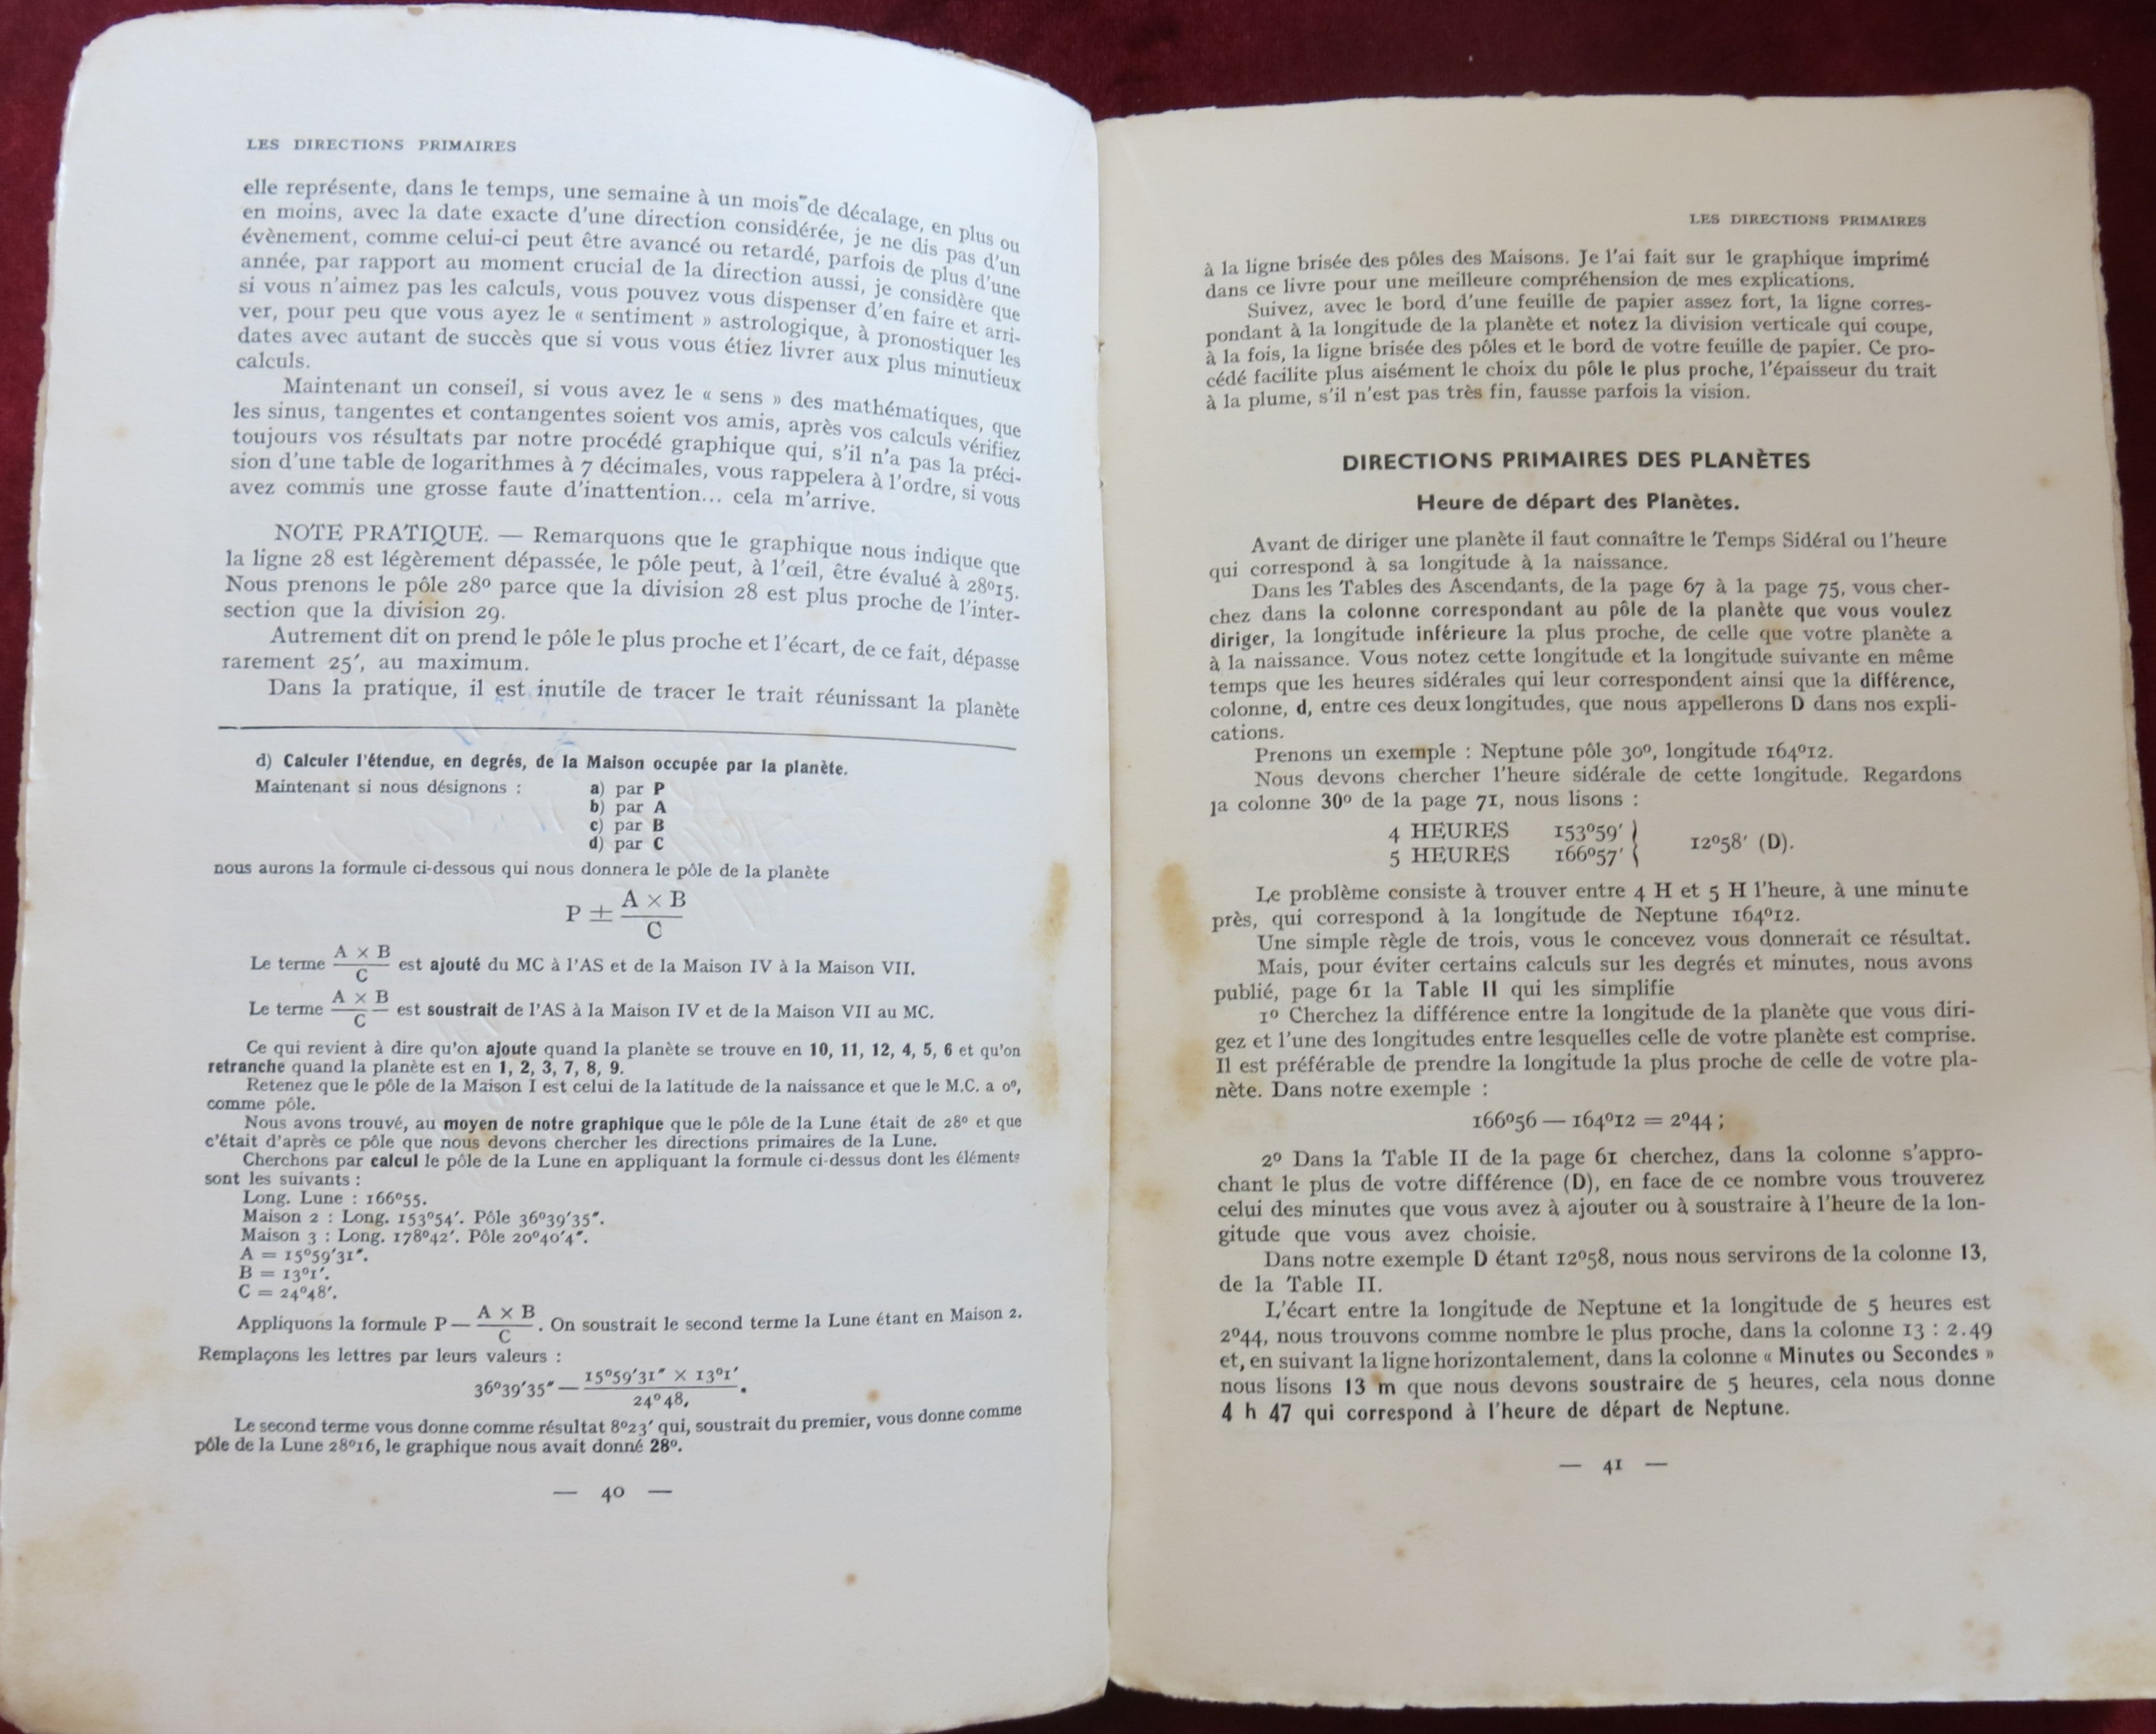 LES DIRECTIONS PRIMAIRES
elle représente, dans le temps, une semaine à un mois de décalage, en plus ou
en moins, avec la date exacte d'une direction considérée, je ne dis pas d'un
évènement, comme celui-ci peut être avancé ou retardé, parfois de plus d'une
année, par rapport au moment crucial de la direction aussi, je considère que
si vous n'aimez pas les calculs, vous pouvez vous dispenser d'en faire et arri-
ver, pour peu que vous ayez le « sentiment » astrologique, à pronostiquer les
dates avec autant de succès que si vous vous étiez livrer aux plus minutieux
calculs.
Maintenant un conseil, si vous avez le « sens » des mathématiques, que
les sinus, tangentes et contangentes soient vos amis, après vos calculs vérifiez
toujours vos résultats par notre procédé graphique qui, s'il n'a pas la préci-
sion d'une table de logarithmes à 7 décimales, vous rappelera à l'ordre, si vous
avez commis une grosse faute d'inattention... cela m'arrive.
NOTE PRATIQUE. — Remarquons que le graphique nous indique que
la ligne 28 est légèrement dépassée, le pôle peut, à l'œil, être évalué à 28°15.
Nous prenons le pôle 28° parce que la division 28 est plus proche de l'inter-
section que la division 29.
Autrement dit on prend le pôle le plus proche et l'écart, de ce fait, dépasse
rarement 25′, au maximum.
Dans la pratique, il est inutile de tracer le trait réunissant la planète
d) Calculer l'étendue, en degrés, de la Maison occupée par la planète.
Maintenant si nous désignons : a) par P
b) par A
c) par B
d) par C
nous aurons la formule ci-dessous qui nous donnera le pôle de la planète
P ± A × B
C
Le terme A × B / C est ajouté du MC à l'AS et de la Maison IV à la Maison VII.
Le terme A × B / C est soustrait de l'AS à la Maison IV et de la Maison VII au MC.
Ce qui revient à dire qu'on ajoute quand la planète se trouve en 10, 11, 12, 4, 5, 6 et qu'on
retranche quand la planète est en 1, 2, 3, 7, 8, 9.
Retenez que le pôle de la Maison I est celui de la latitude de la naissance et que le M.C. a 0°,
comme pôle.
Nous avons trouvé, au moyen de notre graphique que le pôle de la Lune était de 28° et que
c'était d'après ce pôle que nous devons chercher les directions primaires de la Lune.
Cherchons par calcul le pôle de la Lune en appliquant la formule ci-dessus dont les éléments
sont les suivants :
Long. Lune : 166°55.
Maison 2 : Long. 153°54′. Pôle 36°39′35″.
Maison 3 : Long. 178°42′. Pôle 20°40′4″.
A = 15°59′31″.
B = 13°1′.
C = 24°48′.
Appliquons la formule P — A × B / C . On soustrait le second terme la Lune étant en Maison 2.
Remplaçons les lettres par leurs valeurs :
36°39′35″ — 15°59′31″ × 13°1′
24°48,
Le second terme vous donne comme résultat 8°23′ qui, soustrait du premier, vous donne comme
pôle de la Lune 28°16, le graphique nous avait donné 28°.
— 40 —
LES DIRECTIONS PRIMAIRES
à la ligne brisée des pôles des Maisons. Je l'ai fait sur le graphique imprimé
dans ce livre pour une meilleure compréhension de mes explications.
Suivez, avec le bord d'une feuille de papier assez fort, la ligne corres-
pondant à la longitude de la planète et notez la division verticale qui coupe,
à la fois, la ligne brisée des pôles et le bord de votre feuille de papier. Ce pro-
cédé facilite plus aisément le choix du pôle le plus proche, l'épaisseur du trait
à la plume, s'il n'est pas très fin, fausse parfois la vision.
DIRECTIONS PRIMAIRES DES PLANÈTES
Heure de départ des Planètes.
Avant de diriger une planète il faut connaître le Temps Sidéral ou l'heure
qui correspond à sa longitude à la naissance.
Dans les Tables des Ascendants, de la page 67 à la page 75, vous cher-
chez dans la colonne correspondant au pôle de la planète que vous voulez
diriger, la longitude inférieure la plus proche, de celle que votre planète a
à la naissance. Vous notez cette longitude et la longitude suivante en même
temps que les heures sidérales qui leur correspondent ainsi que la différence,
colonne, d, entre ces deux longitudes, que nous appellerons D dans nos expli-
cations.
Prenons un exemple : Neptune pôle 30°, longitude 164°12.
Nous devons chercher l'heure sidérale de cette longitude. Regardons
la colonne 30° de la page 71, nous lisons :
4 HEURES 153°59′
5 HEURES 166°57′ 12°58′ (D).
Le problème consiste à trouver entre 4 H et 5 H l'heure, à une minute
près, qui correspond à la longitude de Neptune 164°12.
Une simple règle de trois, vous le concevez vous donnerait ce résultat.
Mais, pour éviter certains calculs sur les degrés et minutes, nous avons
publié, page 61 la Table II qui les simplifie
1° Cherchez la différence entre la longitude de la planète que vous diri-
gez et l'une des longitudes entre lesquelles celle de votre planète est comprise.
Il est préférable de prendre la longitude la plus proche de celle de votre pla-
nète. Dans notre exemple :
166°56 — 164°12 = 2°44 ;
2° Dans la Table II de la page 61 cherchez, dans la colonne s'appro-
chant le plus de votre différence (D), en face de ce nombre vous trouverez
celui des minutes que vous avez à ajouter ou à soustraire à l'heure de la lon-
gitude que vous avez choisie.
Dans notre exemple D étant 12°58, nous nous servirons de la colonne 13,
de la Table II.
L'écart entre la longitude de Neptune et la longitude de 5 heures est
2°44, nous trouvons comme nombre le plus proche, dans la colonne 13 : 2.49
et, en suivant la ligne horizontalement, dans la colonne « Minutes ou Secondes »
nous lisons 13 m que nous devons soustraire de 5 heures, cela nous donne
4 h 47 qui correspond à l'heure de départ de Neptune.
— 41 —